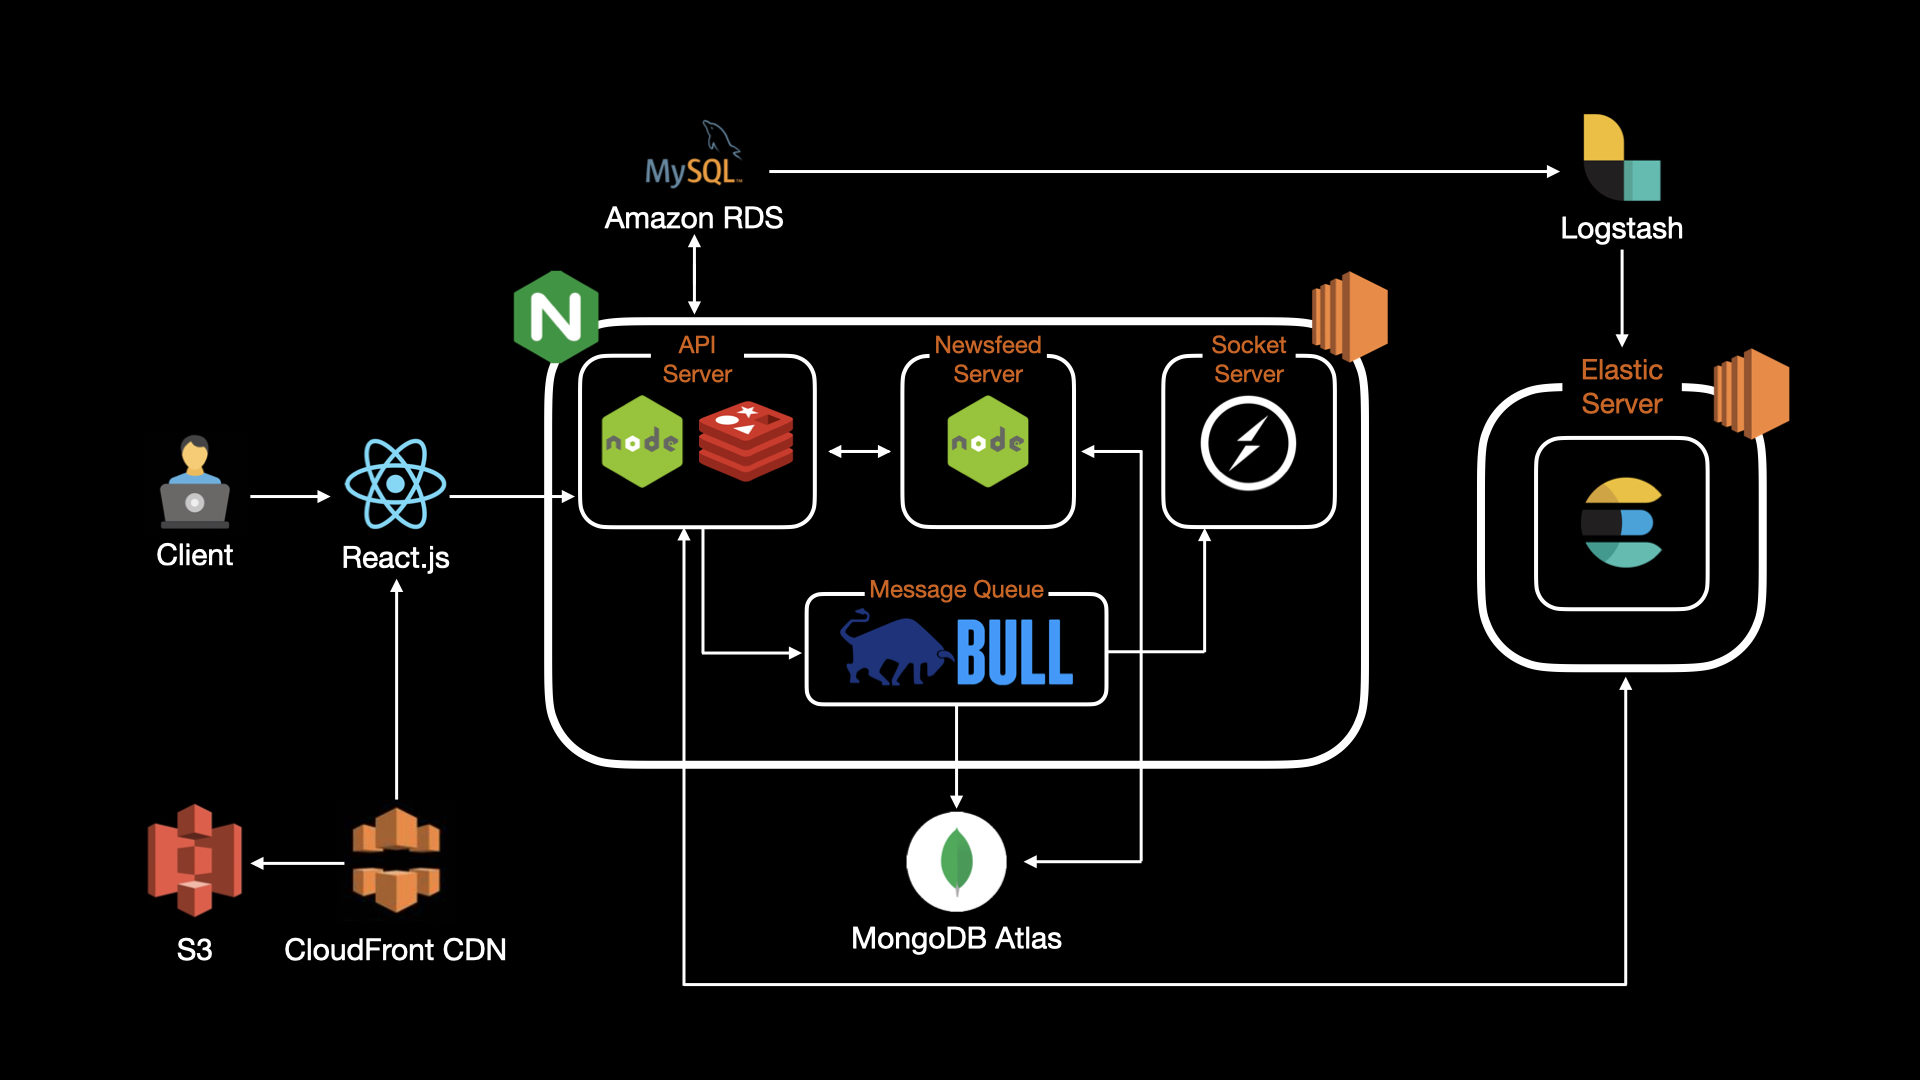 MySQL™
Amazon RDS
Logstash
N
API
Server
Newsfeed
Server
Socket
Server
Elastic
Server
node
node
Client
React.js
Message Queue
BULL
S3
CloudFront CDN
MongoDB Atlas